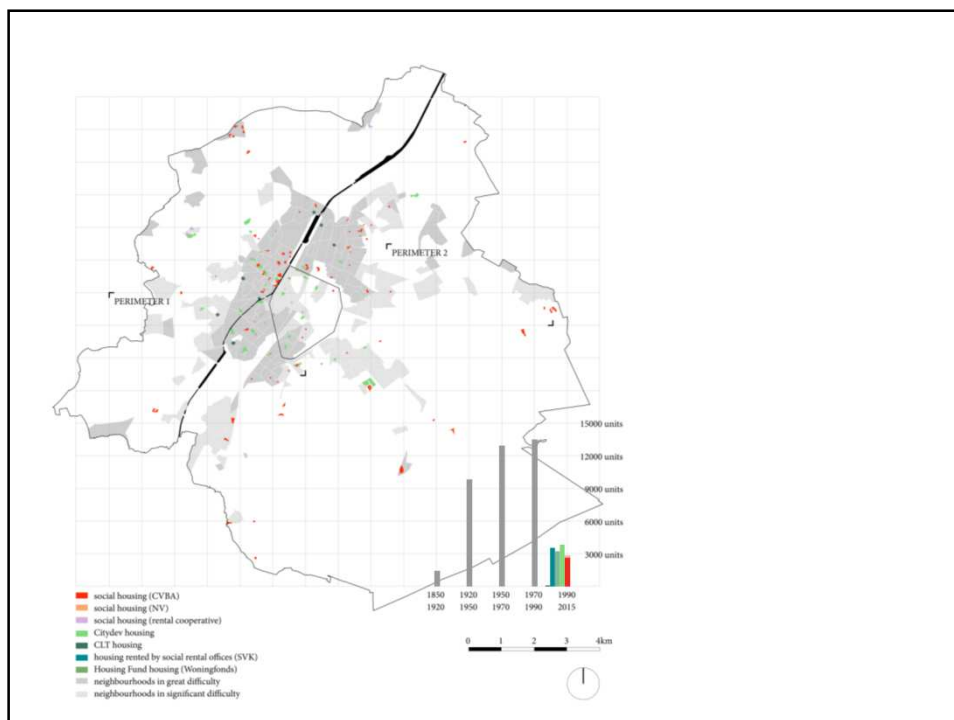 PERIMETER 2
PERIMETER 1
15000 units
12000 units
9000 units
6000 units
3000 units
1850 1920 1950 1970 1990
1920 1950 1970 1990 2015
social housing (CVBA)
social housing (NV)
social housing (rental cooperative)
Citydev housing
CLT housing
housing rented by social rental offices (SVK)
Housing Fund housing (Woningfonds)
neighbourhoods in great difficulty
neighbourhoods in significant difficulty
0 1 2 3 4km